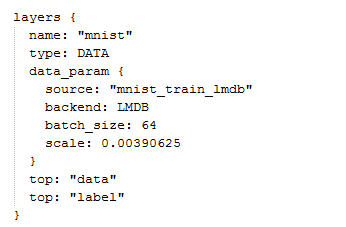 layers {
  name: "mnist"
  type: DATA
  data_param {
    source: "mnist_train_lmdb"
    backend: LMDB
    batch_size: 64
    scale: 0.00390625
  }
  top: "data"
  top: "label"
}